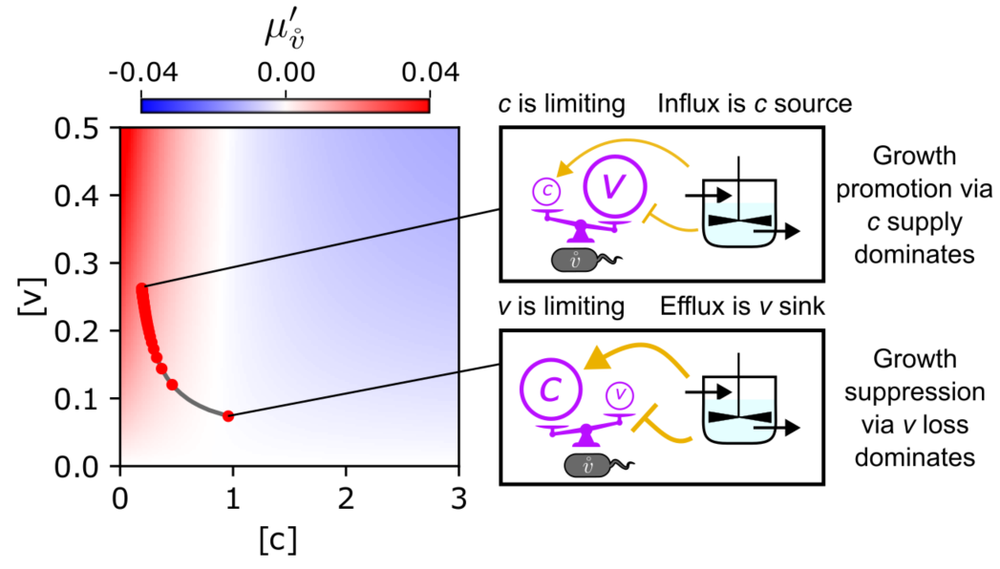 μ′v̊
-0.04 0.00 0.04
0.5
0.4
0.3
0.2
0.1
0.0
[v]
0 1 2 3
[c]
c is limiting Influx is c source
c V v̊
Growth
promotion via
c supply
dominates
v is limiting Efflux is v sink
C v v̊
Growth
suppression
via v loss
dominates